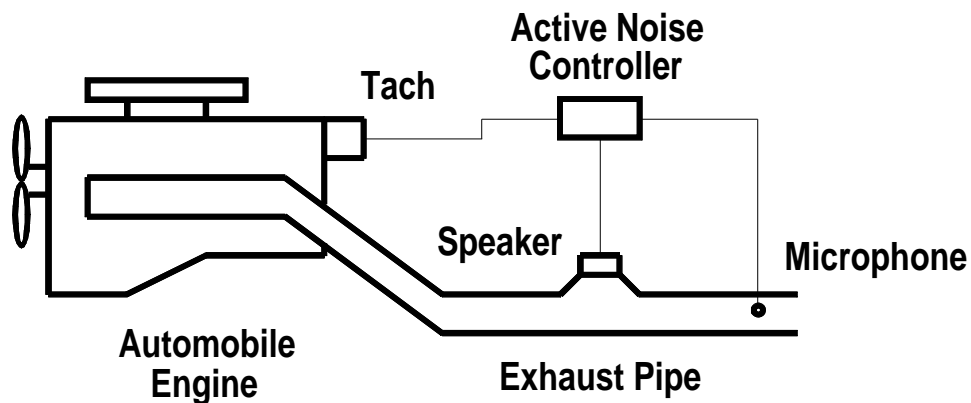 Active Noise
Controller
Tach
Speaker
Microphone
Automobile
Engine
Exhaust Pipe